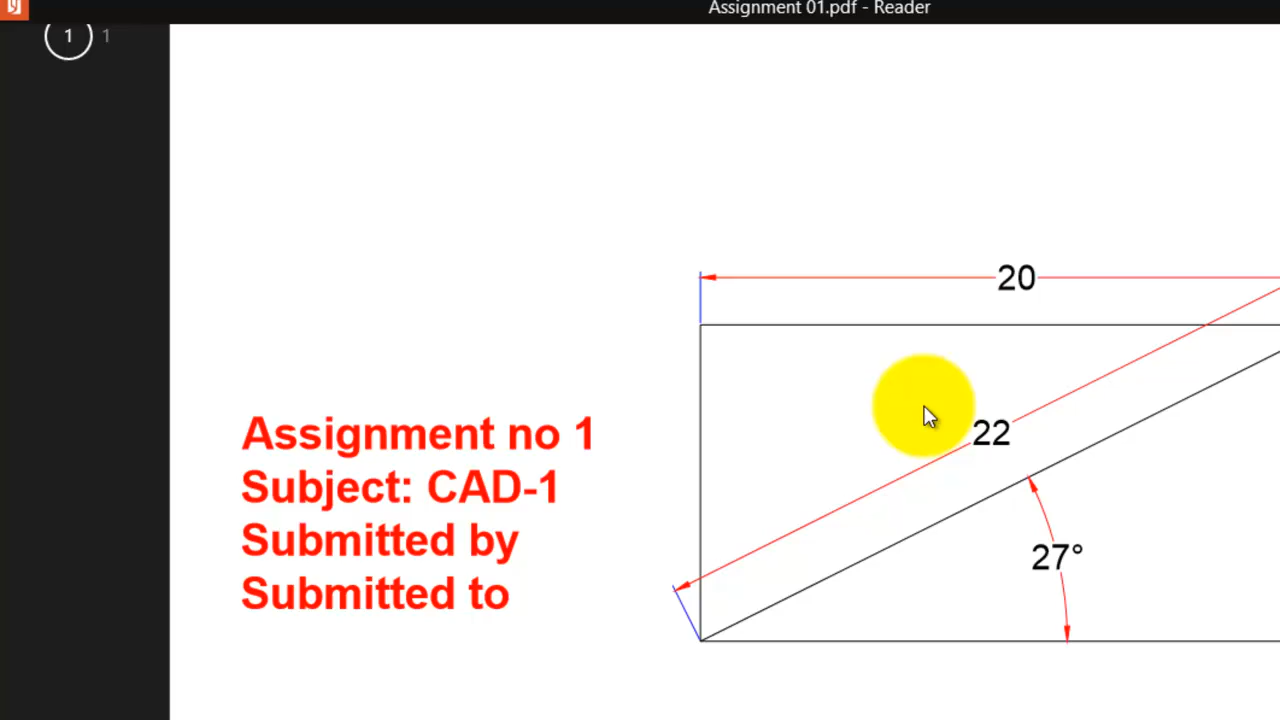 Assignment 01.pdf - Reader
1 1
20
22
27°
Assignment no 1
Subject: CAD-1
Submitted by
Submitted to